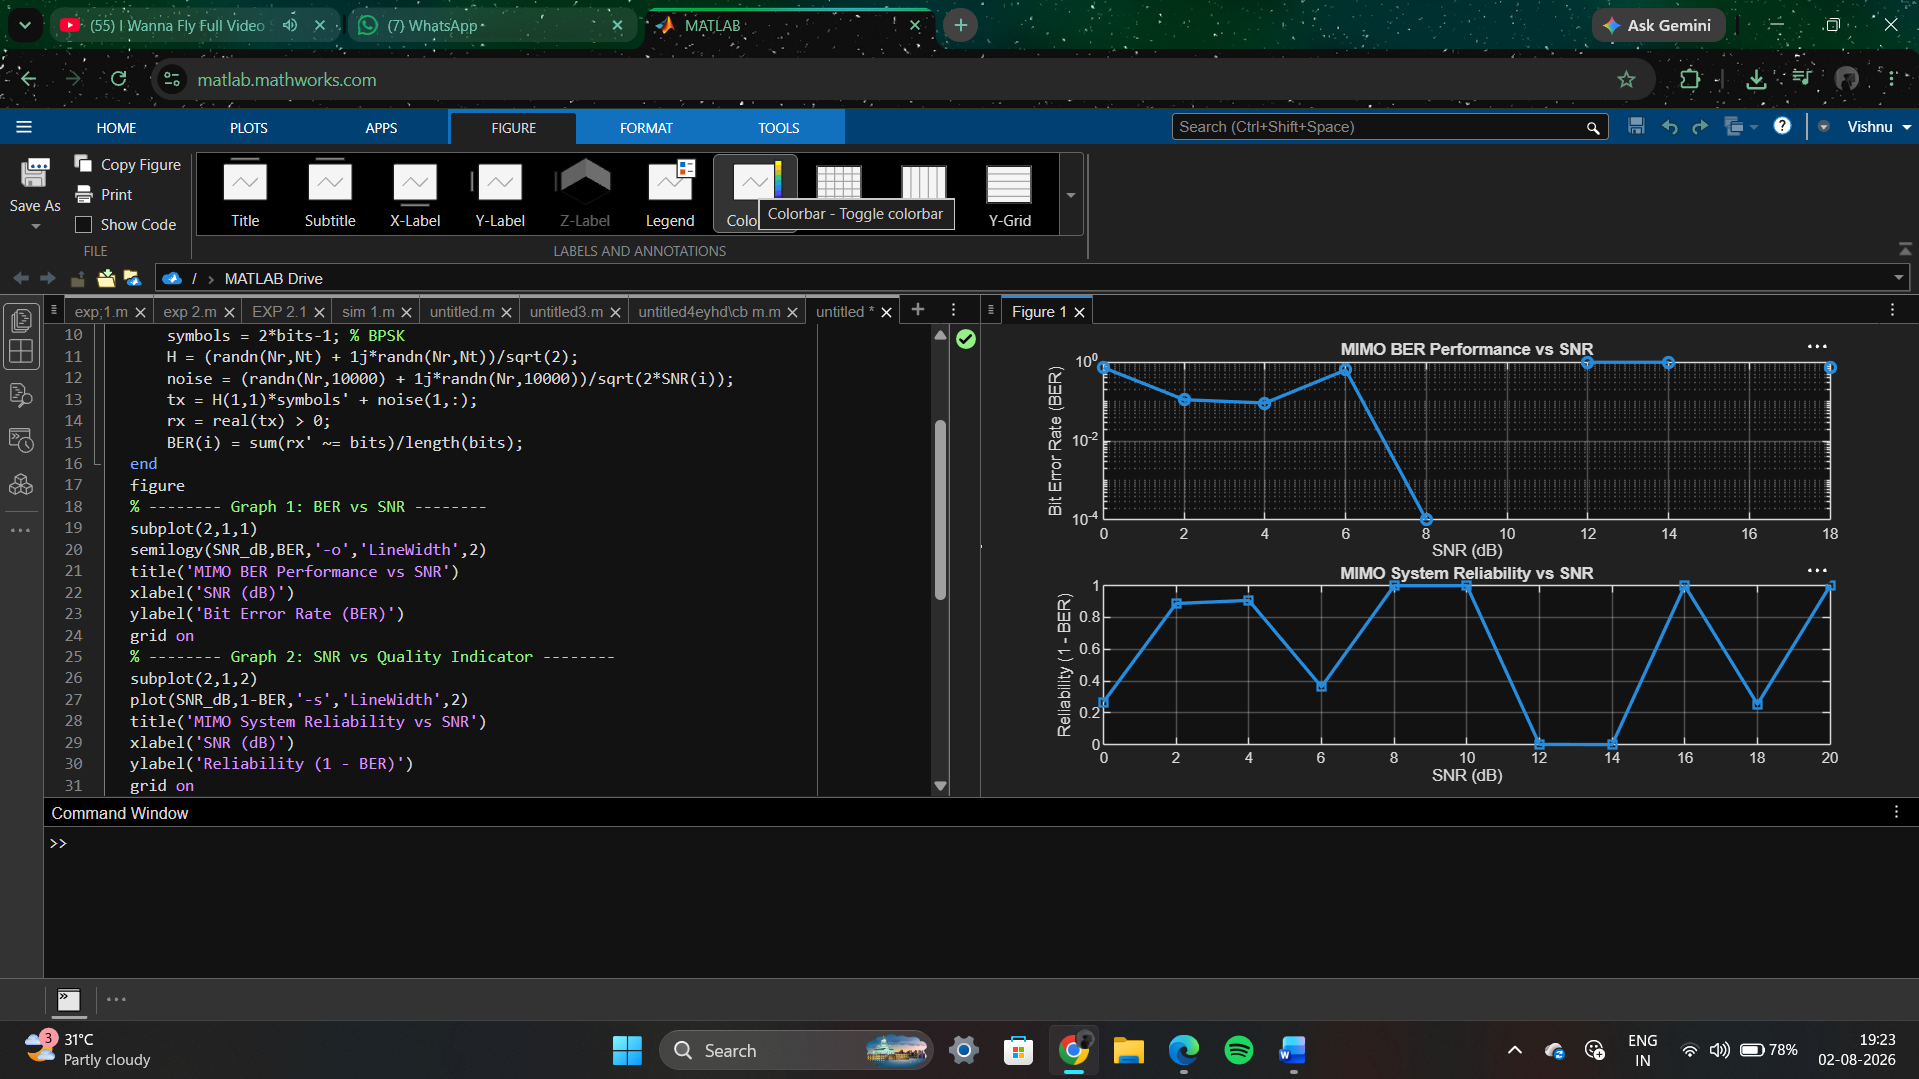 (55) I Wanna Fly Full Video
(7) WhatsApp
MATLAB
Ask Gemini
matlab.mathworks.com
HOME
PLOTS
APPS
FIGURE
FORMAT
TOOLS
Search (Ctrl+Shift+Space)
Vishnu
Save As
Copy Figure
Print
Show Code
FILE
Title
Subtitle
X-Label
Y-Label
Z-Label
Legend
Colo
Colorbar - Toggle colorbar
Y-Grid
LABELS AND ANNOTATIONS
/ › MATLAB Drive
exp;1.m
exp 2.m
EXP 2.1
sim 1.m
untitled.m
untitled3.m
untitled4eyhd\cb m.m
untitled *
Figure 1
10 symbols = 2*bits-1; % BPSK
11 H = (randn(Nr,Nt) + 1j*randn(Nr,Nt))/sqrt(2);
12 noise = (randn(Nr,10000) + 1j*randn(Nr,10000))/sqrt(2*SNR(i));
13 tx = H(1,1)*symbols' + noise(1,:);
14 rx = real(tx) > 0;
15 BER(i) = sum(rx' ~= bits)/length(bits);
16 end
17 figure
18 % -------- Graph 1: BER vs SNR --------
19 subplot(2,1,1)
20 semilogy(SNR_dB,BER,'-o','LineWidth',2)
21 title('MIMO BER Performance vs SNR')
22 xlabel('SNR (dB)')
23 ylabel('Bit Error Rate (BER)')
24 grid on
25 % -------- Graph 2: SNR vs Quality Indicator --------
26 subplot(2,1,2)
27 plot(SNR_dB,1-BER,'-s','LineWidth',2)
28 title('MIMO System Reliability vs SNR')
29 xlabel('SNR (dB)')
30 ylabel('Reliability (1 - BER)')
31 grid on
MIMO BER Performance vs SNR
Bit Error Rate (BER)
10^0
10^-2
10^-4
0 2 4 6 8 10 12 14 16 18
SNR (dB)
MIMO System Reliability vs SNR
Reliability (1 - BER)
1
0.8
0.6
0.4
0.2
0
0 2 4 6 8 10 12 14 16 18 20
SNR (dB)
Command Window
>>
3
31°C
Partly cloudy
Search
W
ENG
IN
78%
19:23
02-08-2026